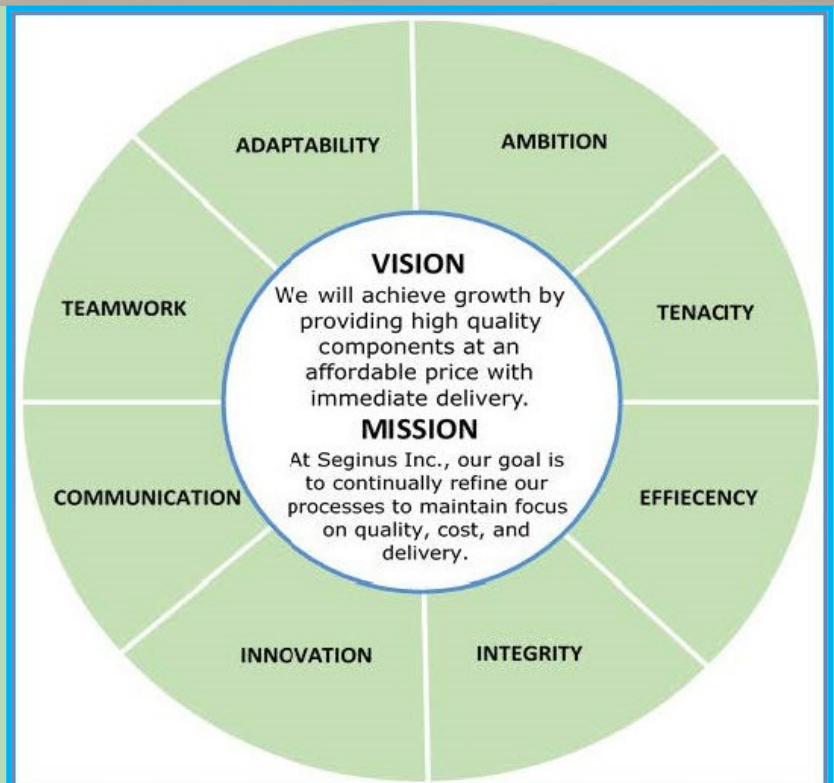 ADAPTABILITY
AMBITION
TEAMWORK
TENACITY
VISION
We will achieve growth by
providing high quality
components at an
affordable price with
immediate delivery.
MISSION
At Seginus Inc., our goal is
to continually refine our
processes to maintain focus
on quality, cost, and
delivery.
COMMUNICATION
EFFIECENCY
INNOVATION
INTEGRITY